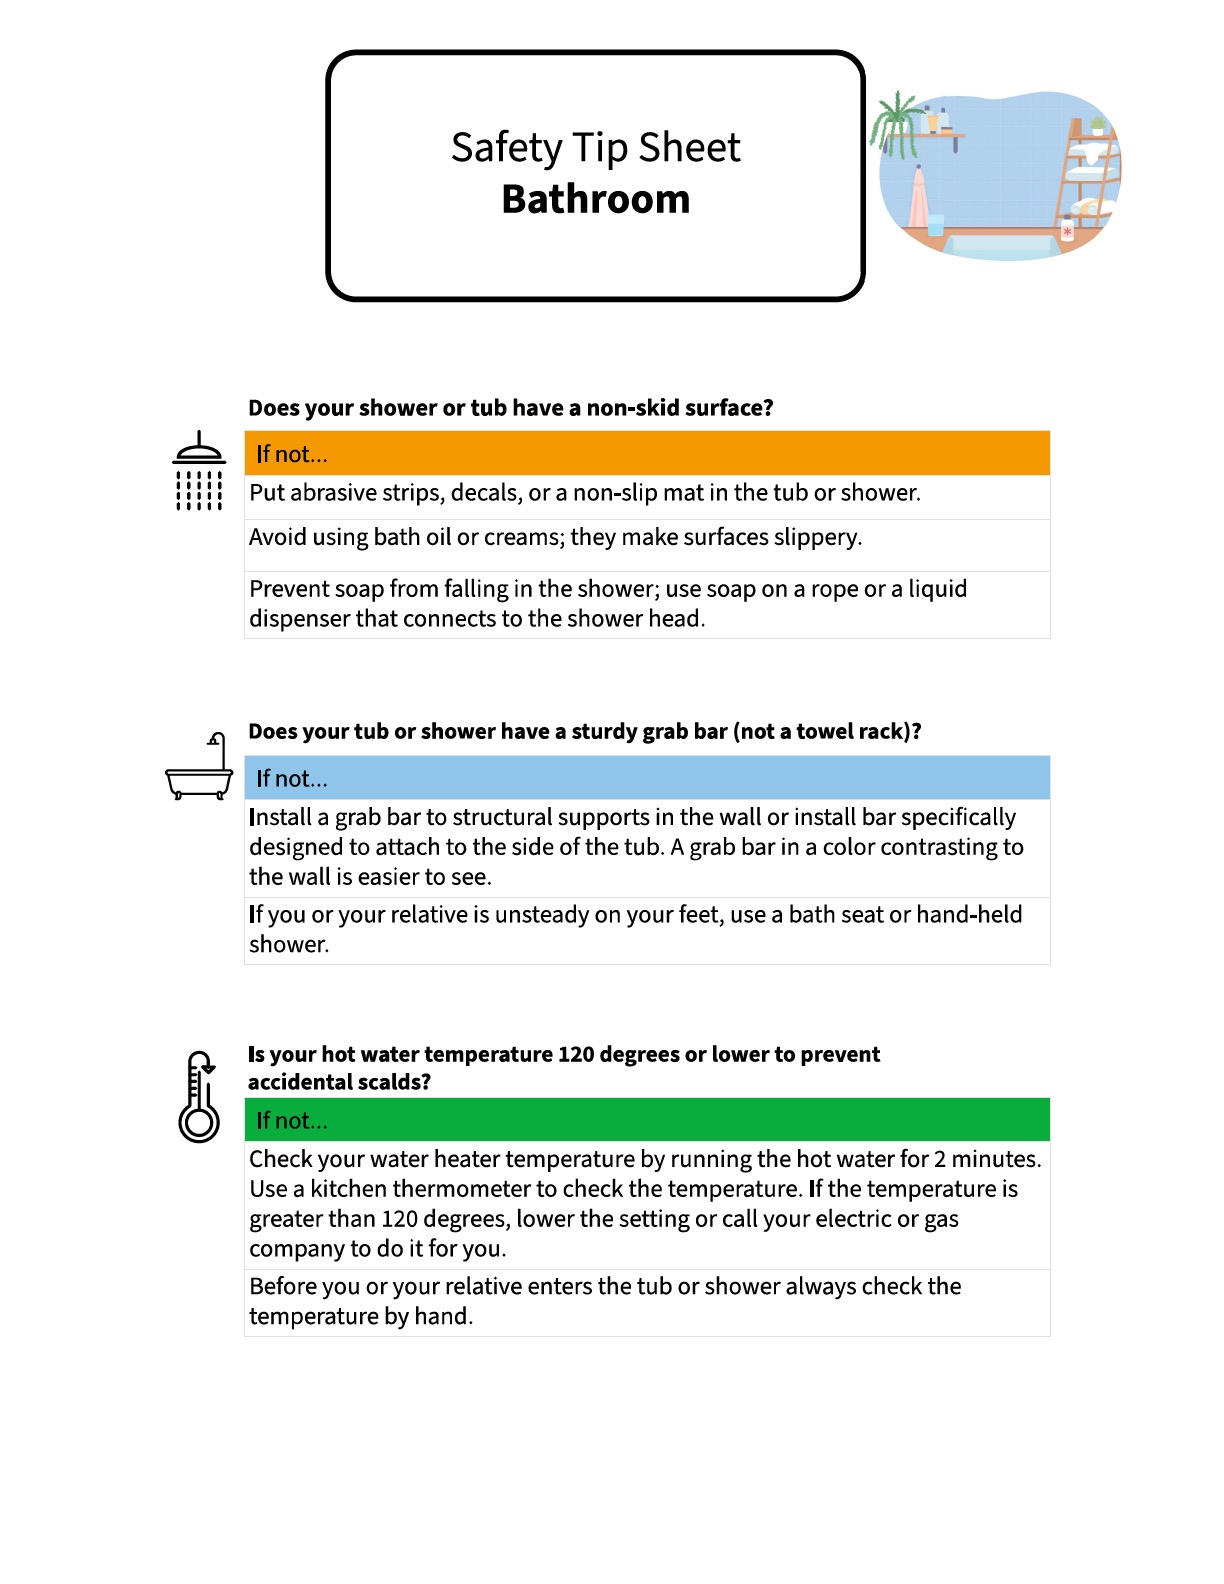 Safety Tip Sheet
Bathroom
Does your shower or tub have a non-skid surface?
If not...
Put abrasive strips, decals, or a non-slip mat in the tub or shower.
Avoid using bath oil or creams; they make surfaces slippery.
Prevent soap from falling in the shower; use soap on a rope or a liquid
dispenser that connects to the shower head.
Does your tub or shower have a sturdy grab bar (not a towel rack)?
If not...
Install a grab bar to structural supports in the wall or install bar specifically
designed to attach to the side of the tub. A grab bar in a color contrasting to
the wall is easier to see.
If you or your relative is unsteady on your feet, use a bath seat or hand-held
shower.
Is your hot water temperature 120 degrees or lower to prevent
accidental scalds?
If not...
Check your water heater temperature by running the hot water for 2 minutes.
Use a kitchen thermometer to check the temperature. If the temperature is
greater than 120 degrees, lower the setting or call your electric or gas
company to do it for you.
Before you or your relative enters the tub or shower always check the
temperature by hand.